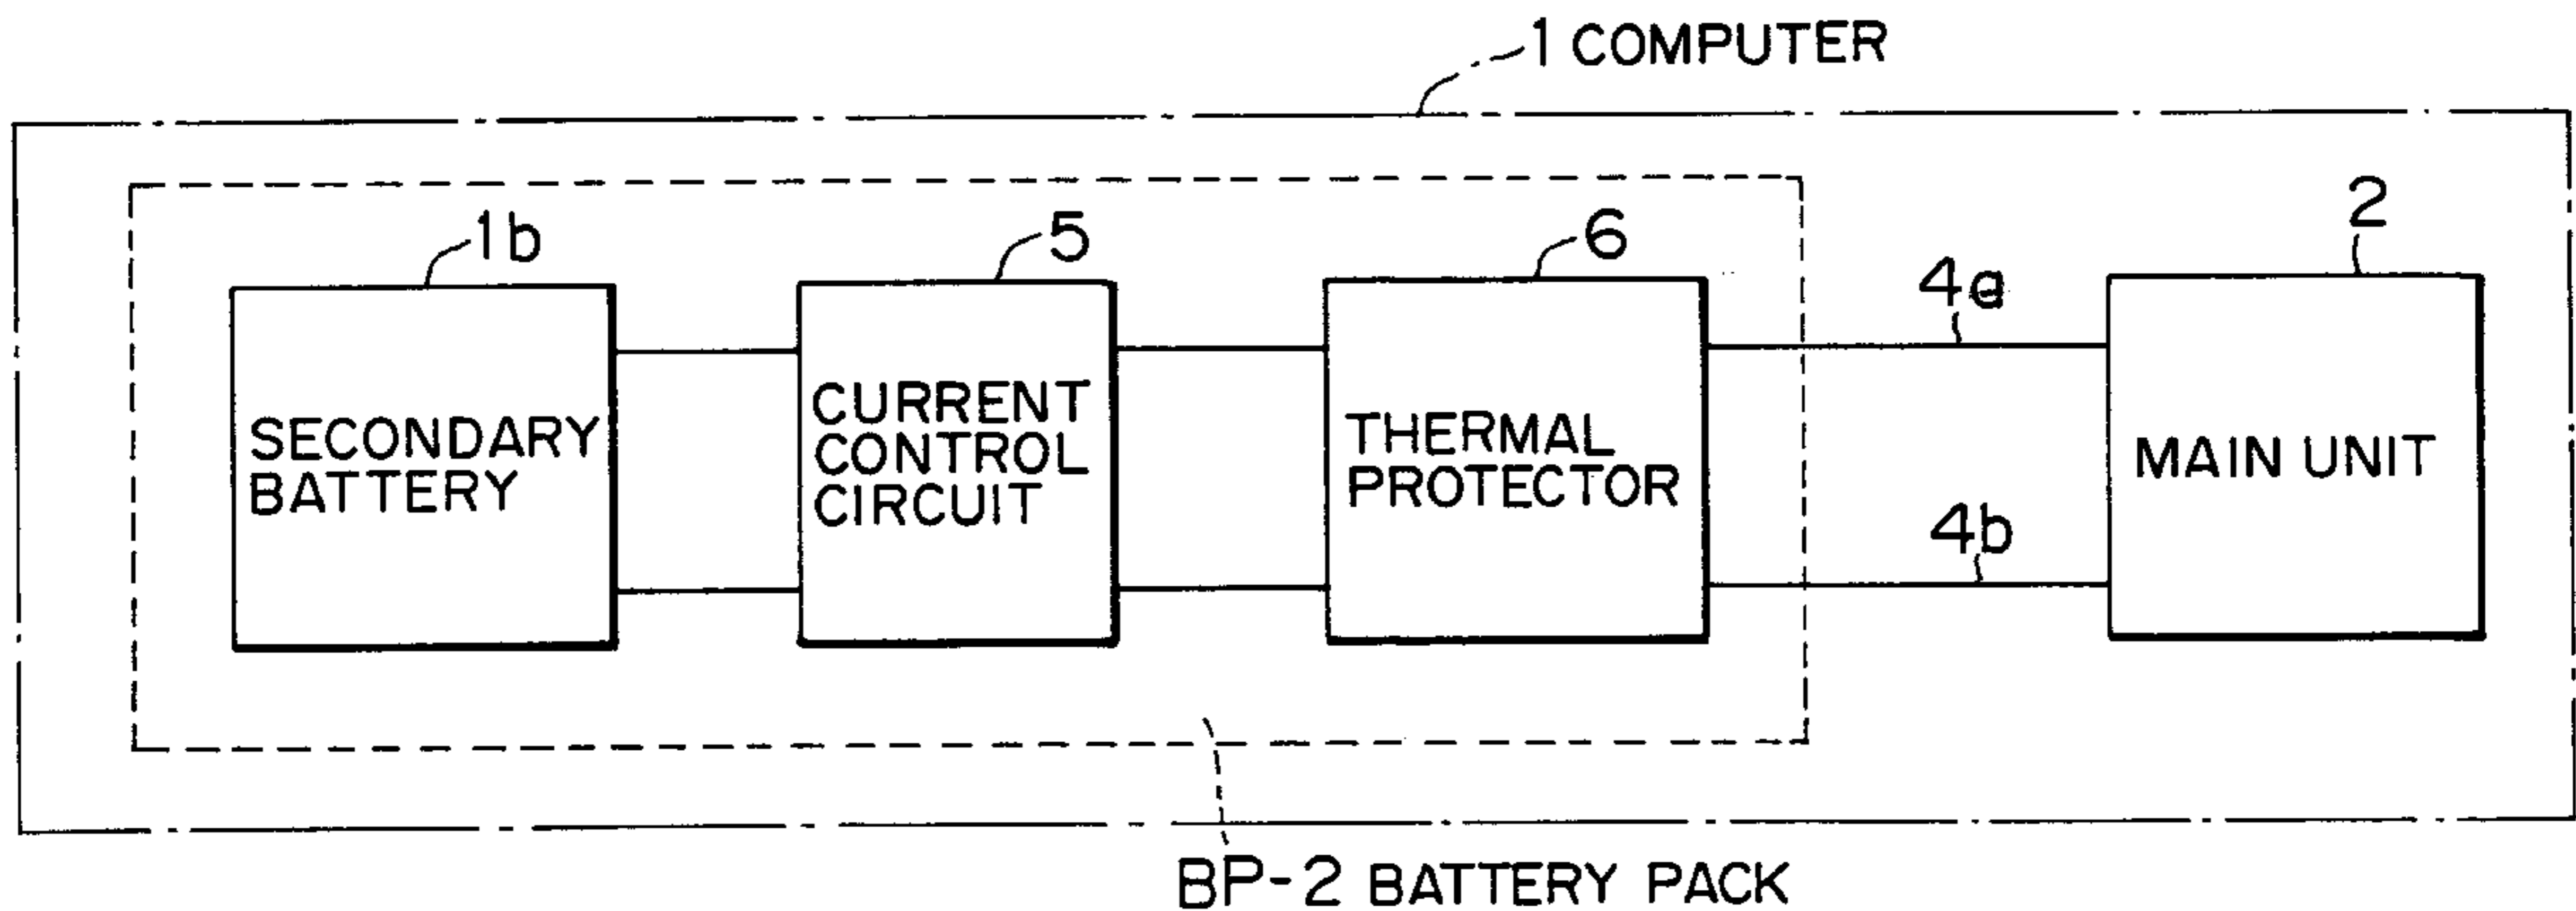 1 COMPUTER
1b
5
6
4a
2
SECONDARY
BATTERY
CURRENT
CONTROL
CIRCUIT
THERMAL
PROTECTOR
MAIN UNIT
4b
BP-2 BATTERY PACK